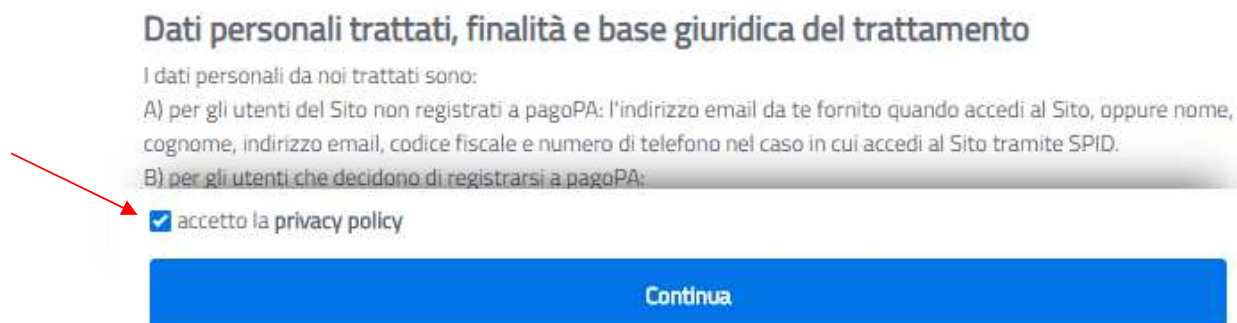 Dati personali trattati, finalità e base giuridica del trattamento
I dati personali da noi trattati sono:
A) per gli utenti del Sito non registrati a pagoPA: l'indirizzo email da te fornito quando accedi al Sito, oppure nome,
cognome, indirizzo email, codice fiscale e numero di telefono nel caso in cui accedi al Sito tramite SPID.
B) per gli utenti che decidono di registrarsi a pagoPA:
accetto la privacy policy
Continua